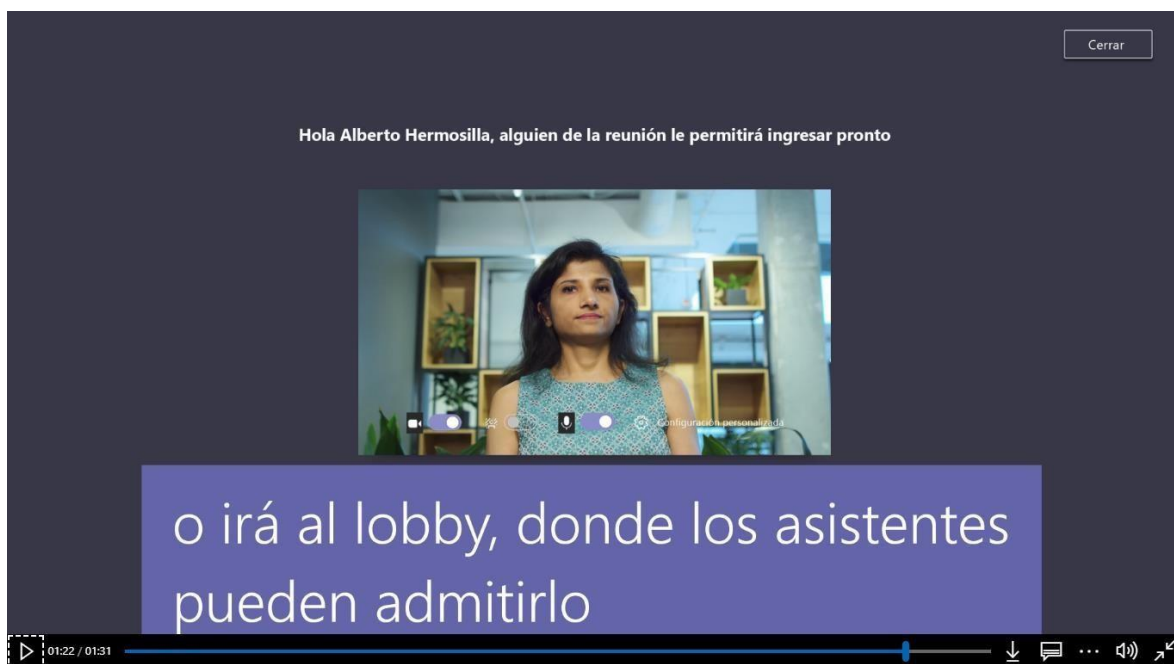 Cerrar
Hola Alberto Hermosilla, alguien de la reunión le permitirá ingresar pronto
Configuración personalizada
o irá al lobby, donde los asistentes
pueden admitirlo
01:22 / 01:31